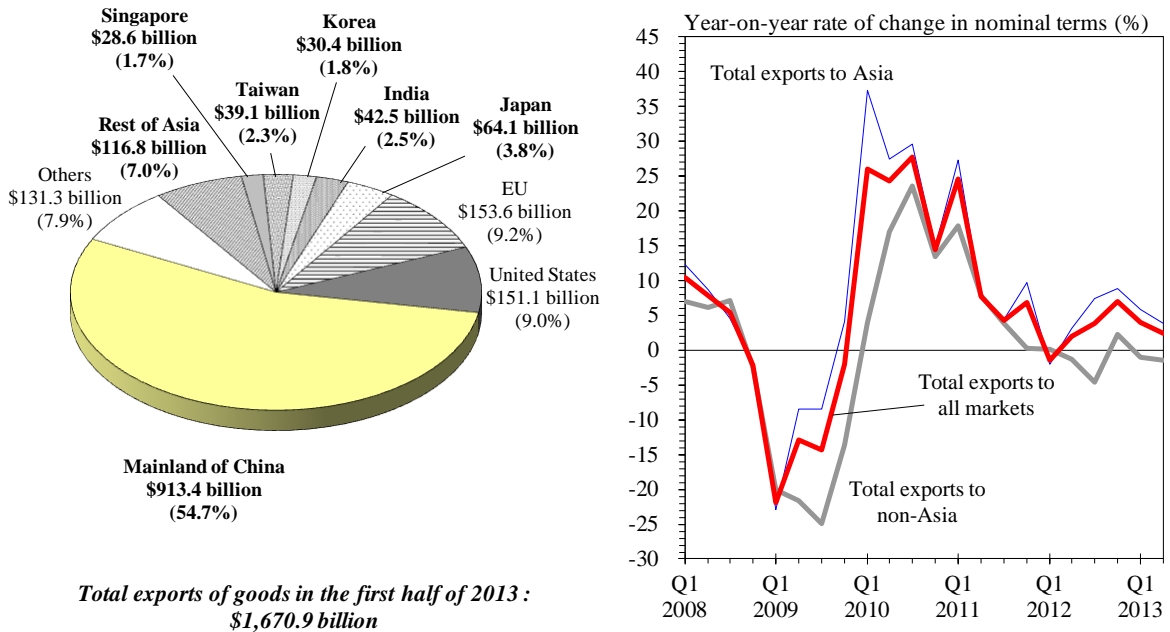 Singapore
$28.6 billion
(1.7%)
Korea
$30.4 billion
(1.8%)
Taiwan
$39.1 billion
(2.3%)
India
$42.5 billion
(2.5%)
Japan
$64.1 billion
(3.8%)
Rest of Asia
$116.8 billion
(7.0%)
Others
$131.3 billion
(7.9%)
EU
$153.6 billion
(9.2%)
United States
$151.1 billion
(9.0%)
Mainland of China
$913.4 billion
(54.7%)
Total exports of goods in the first half of 2013 :
$1,670.9 billion
Year-on-year rate of change in nominal terms (%)
45
40
35
30
25
20
15
10
5
0
-5
-10
-15
-20
-25
-30
Total exports to Asia
Total exports to
all markets
Total exports to
non-Asia
Q1 Q1 Q1 Q1 Q1 Q1
2008 2009 2010 2011 2012 2013